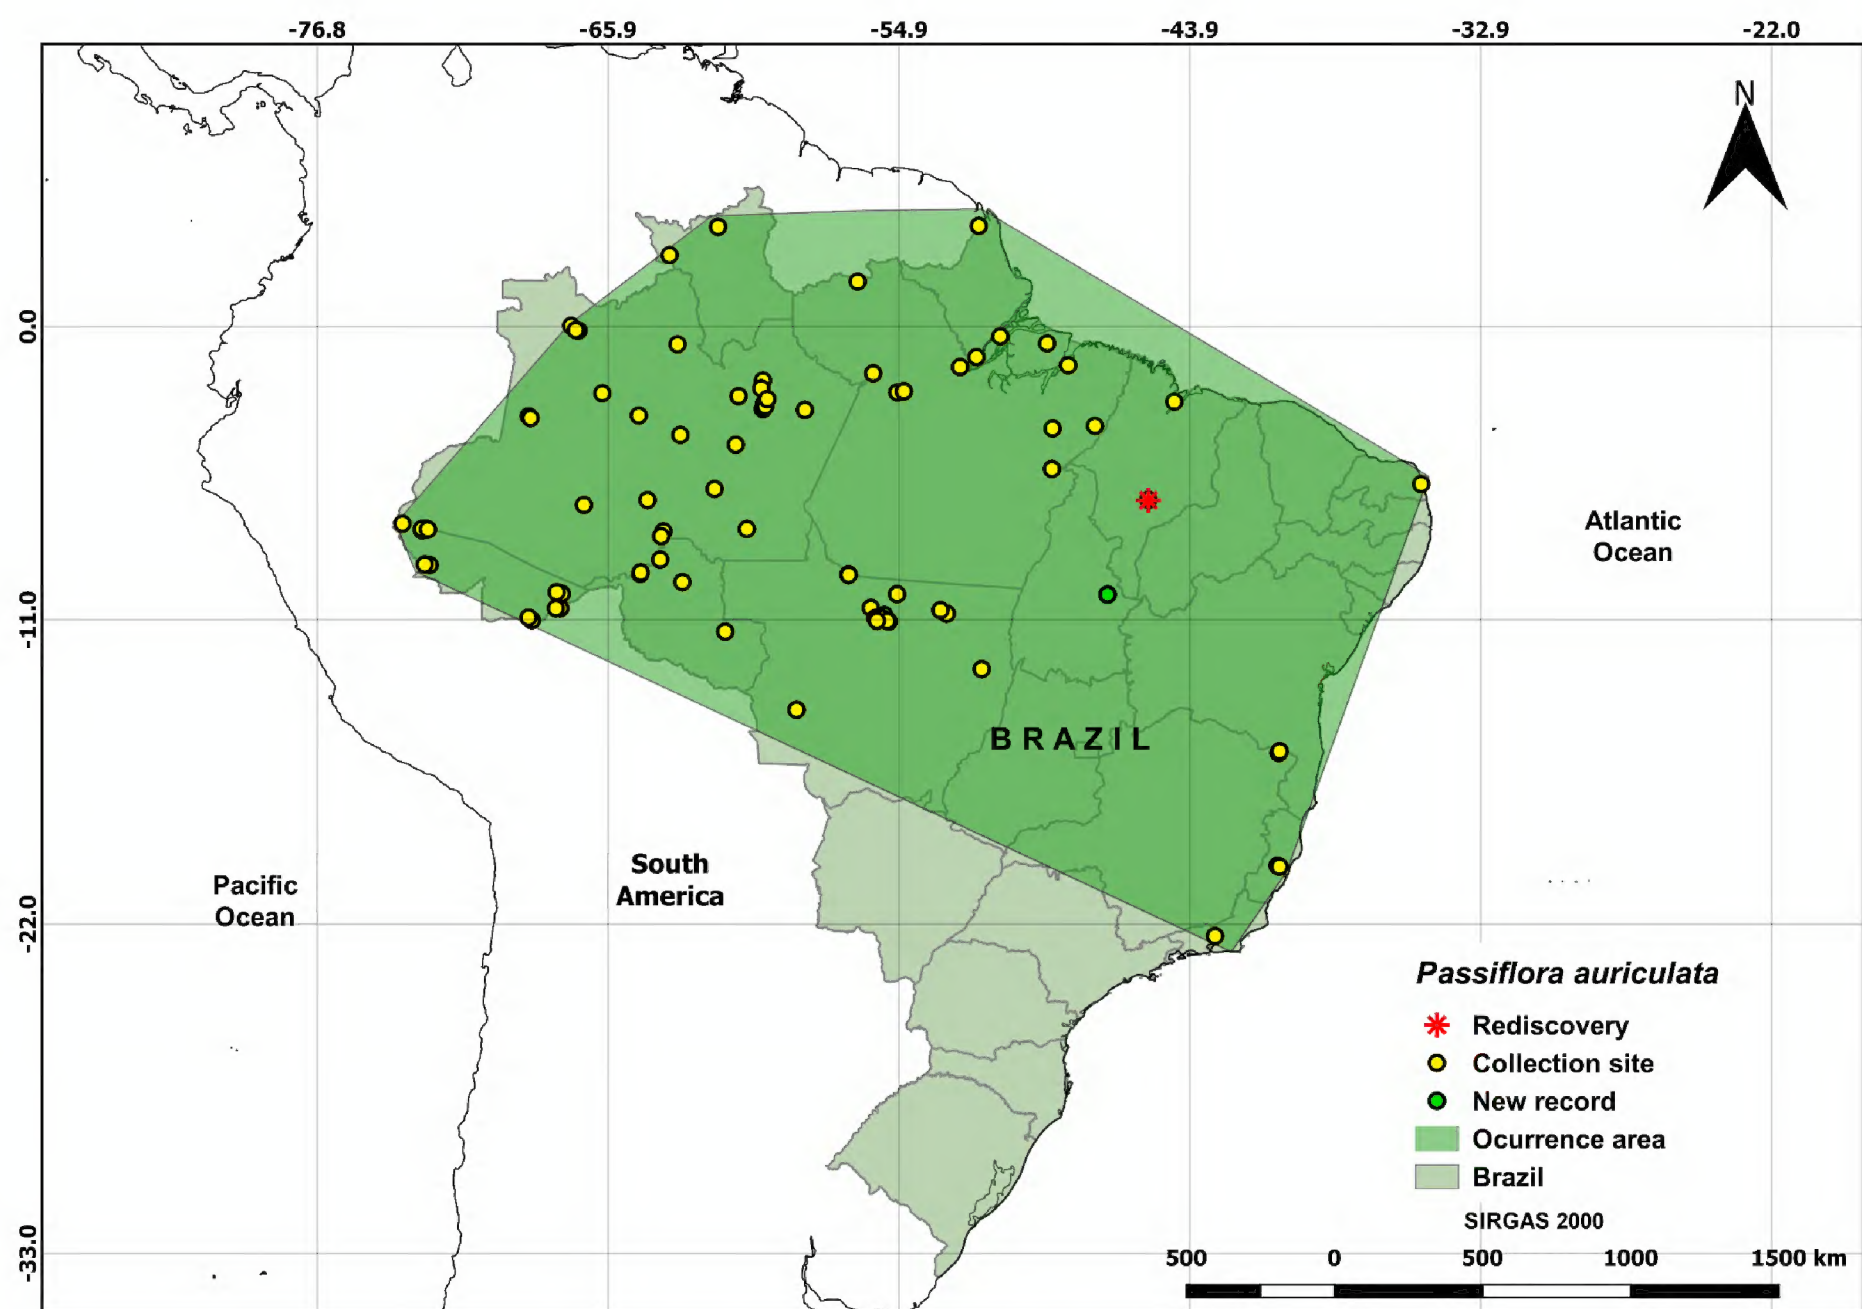 -76.8 -65.9 -54.9 -43.9 -32.9 -22.0
N
0.0
-11.0
-22.0
-33.0
Atlantic
Ocean
BRAZIL
South
America
Pacific
Ocean
Passiflora auriculata
Rediscovery
Collection site
New record
Ocurrence area
Brazil
SIRGAS 2000
500 0 500 1000 1500 km